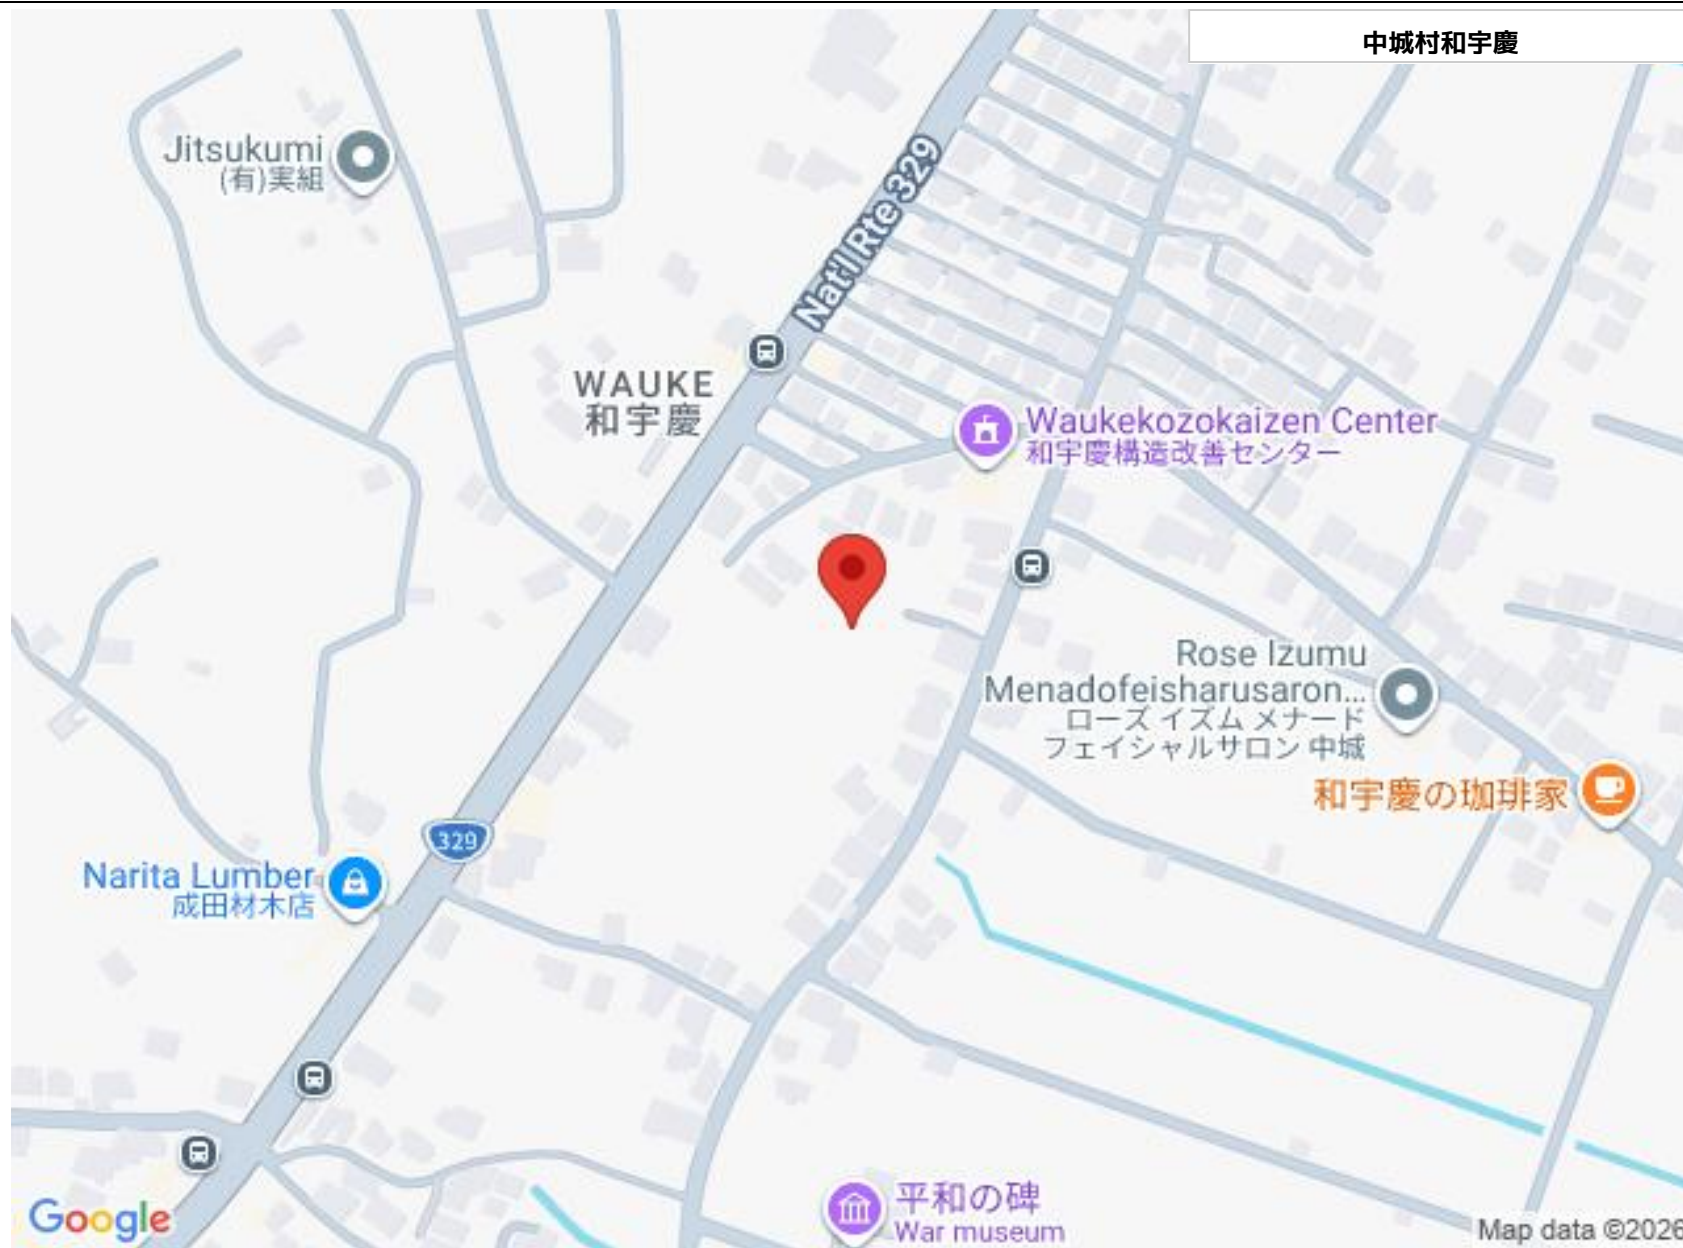 中城村和宇慶
Jitsukumi
(有)実組
Nat'l Rte 329
WAUKE
和宇慶
Waukekozokaizen Center
和宇慶構造改善センター
Rose Izumu
Menadofeisharusaron...
ローズ イズム メナード
フェイシャルサロン 中城
和宇慶の珈琲家
329
Narita Lumber
成田材木店
平和の碑
War museum
Google
Map data ©2026